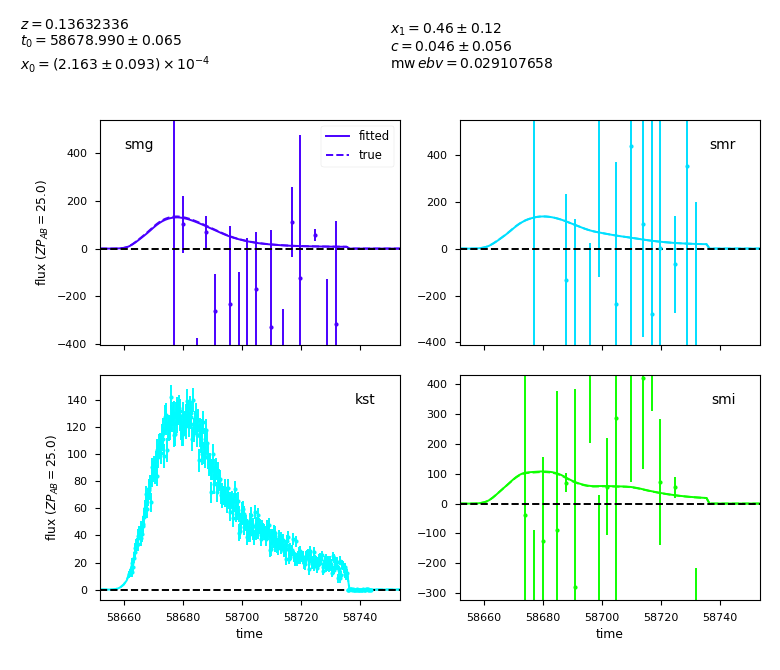 z = 0.13632336
t₀ = 58678.990 ± 0.065
x₀ = (2.163 ± 0.093) × 10⁻⁴
x₁ = 0.46 ± 0.12
c = 0.046 ± 0.056
mw ebv = 0.029107658
smg
fitted
true
400
200
0
−200
−400
flux (ZP_AB = 25.0)
smr
400
200
0
−200
−400
kst
140
120
100
80
60
40
20
0
flux (ZP_AB = 25.0)
58660 58680 58700 58720 58740
time
smi
400
300
200
100
0
−100
−200
−300
58660 58680 58700 58720 58740
time